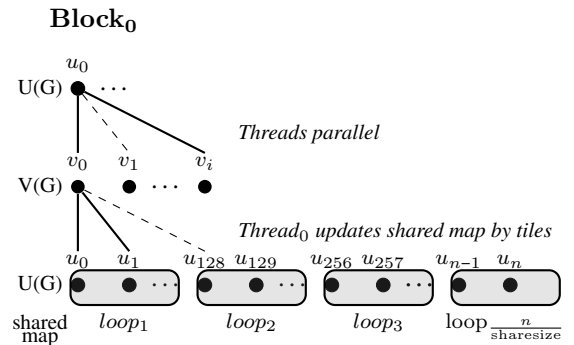 Block₀
u₀
U(G) ···
Threads parallel
v₀ v₁ vᵢ
V(G) ···
Thread₀ updates shared map by tiles
u₀ u₁ u₁₂₈ u₁₂₉ u₂₅₆ u₂₅₇ uₙ₋₁ uₙ
U(G) ··· ··· ···
shared map loop₁ loop₂ loop₃ loop n/sharesize